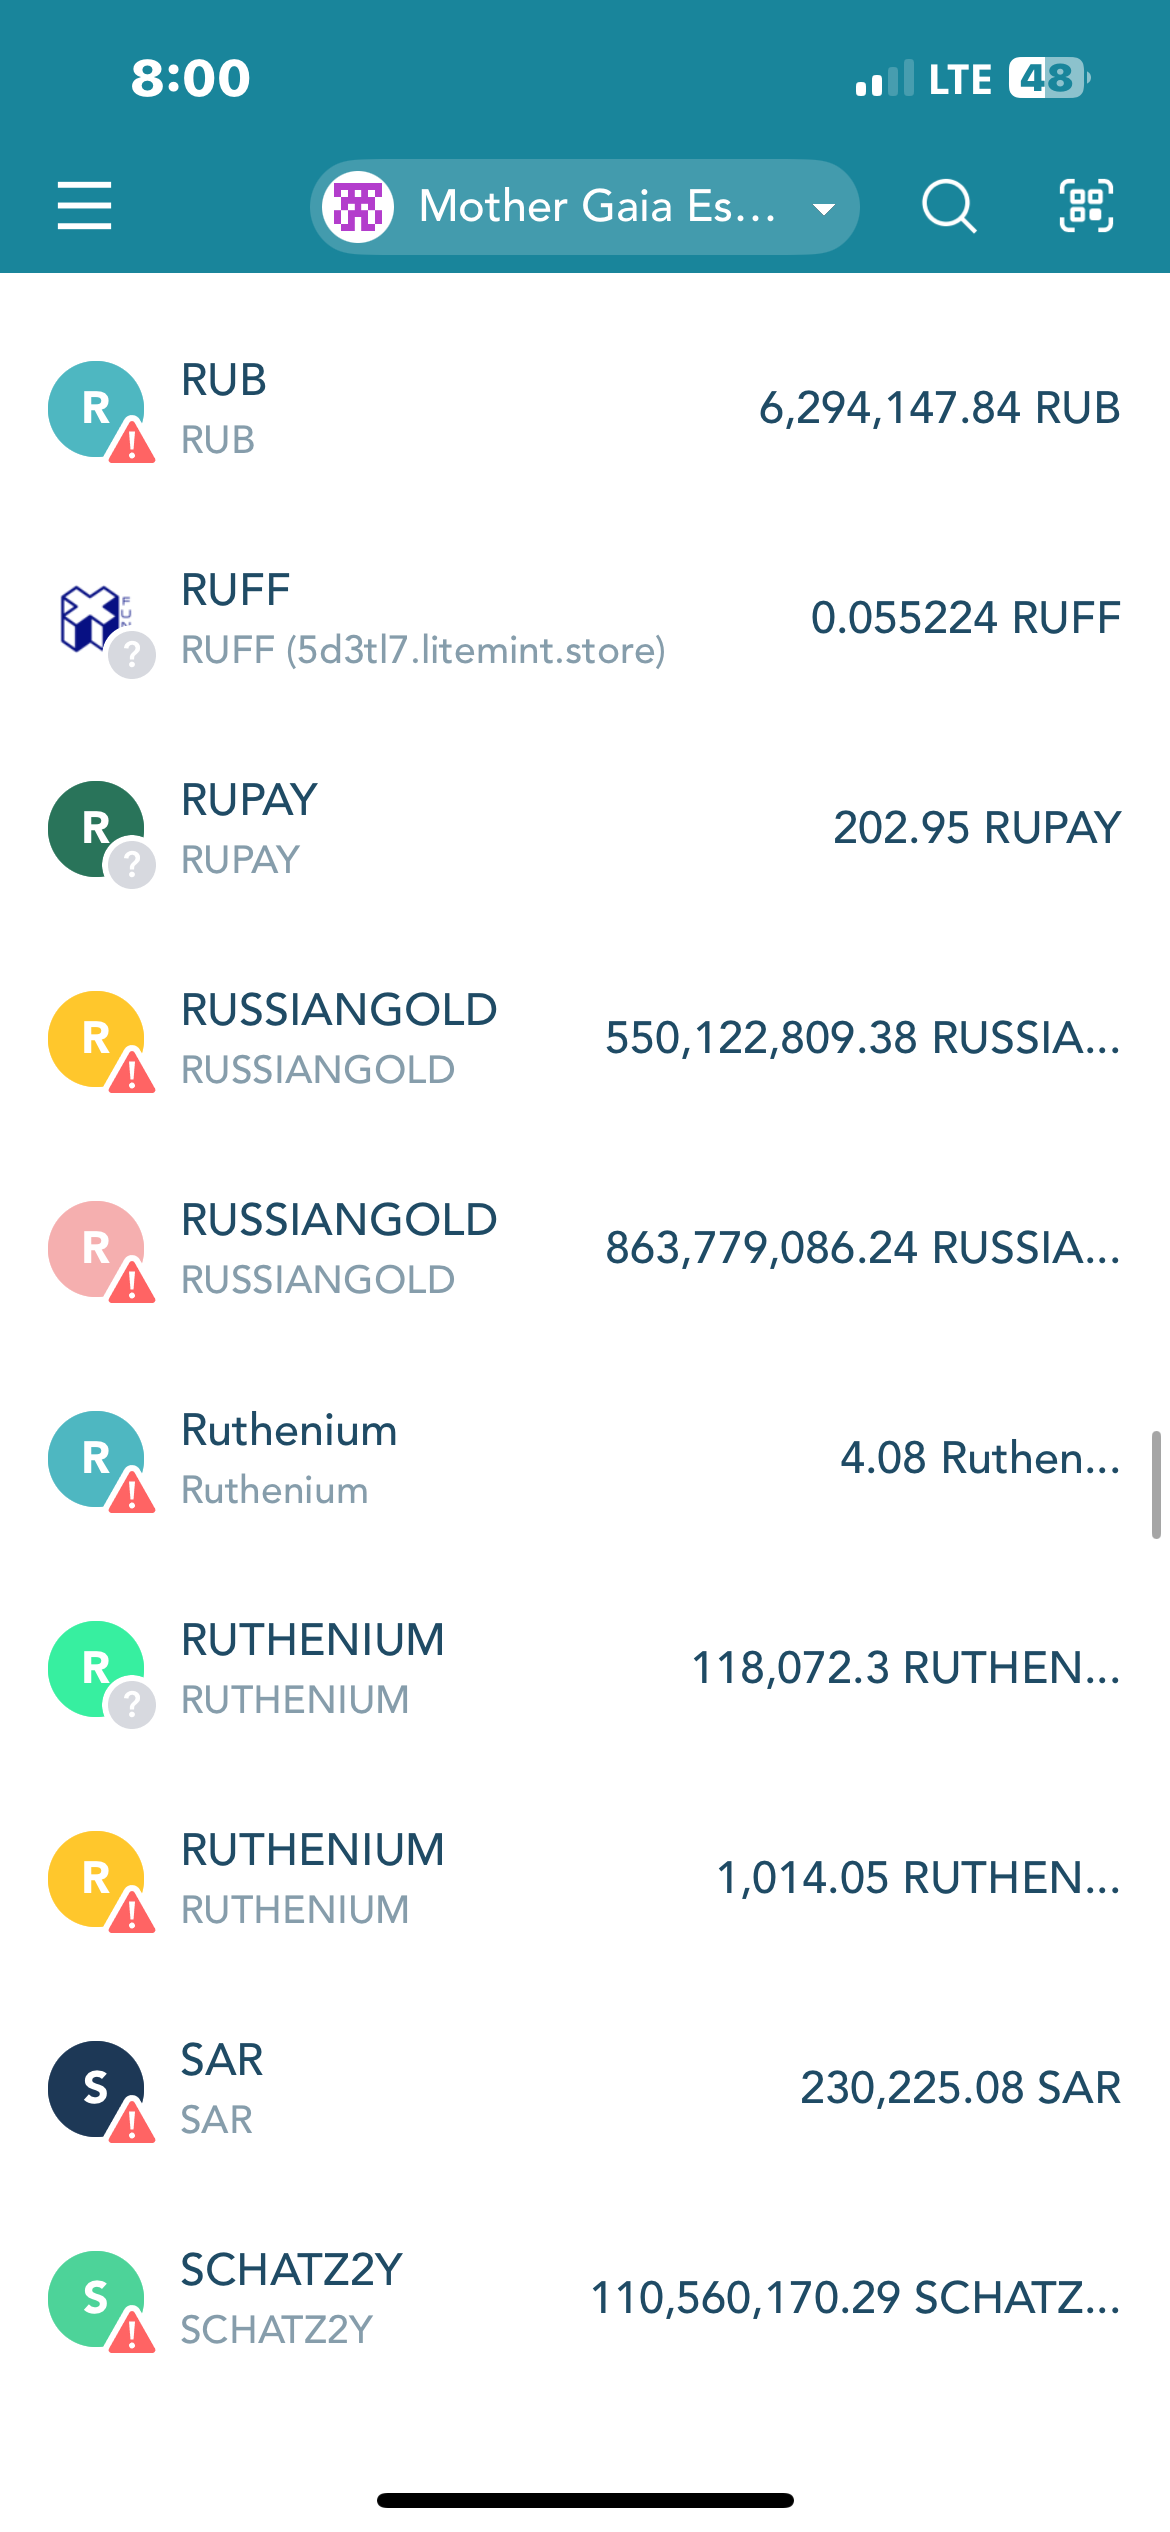 8:00
LTE 48
Mother Gaia Es...
R
RUB
RUB
6,294,147.84 RUB
FUN
RUFF
RUFF (5d3tl7.litemint.store)
0.055224 RUFF
?
R
RUPAY
RUPAY
202.95 RUPAY
?
R
RUSSIANGOLD
RUSSIANGOLD
550,122,809.38 RUSSIA...
R
RUSSIANGOLD
RUSSIANGOLD
863,779,086.24 RUSSIA...
R
Ruthenium
Ruthenium
4.08 Ruthen...
R
RUTHENIUM
RUTHENIUM
118,072.3 RUTHEN...
?
R
RUTHENIUM
RUTHENIUM
1,014.05 RUTHEN...
S
SAR
SAR
230,225.08 SAR
S
SCHATZ2Y
SCHATZ2Y
110,560,170.29 SCHATZ...